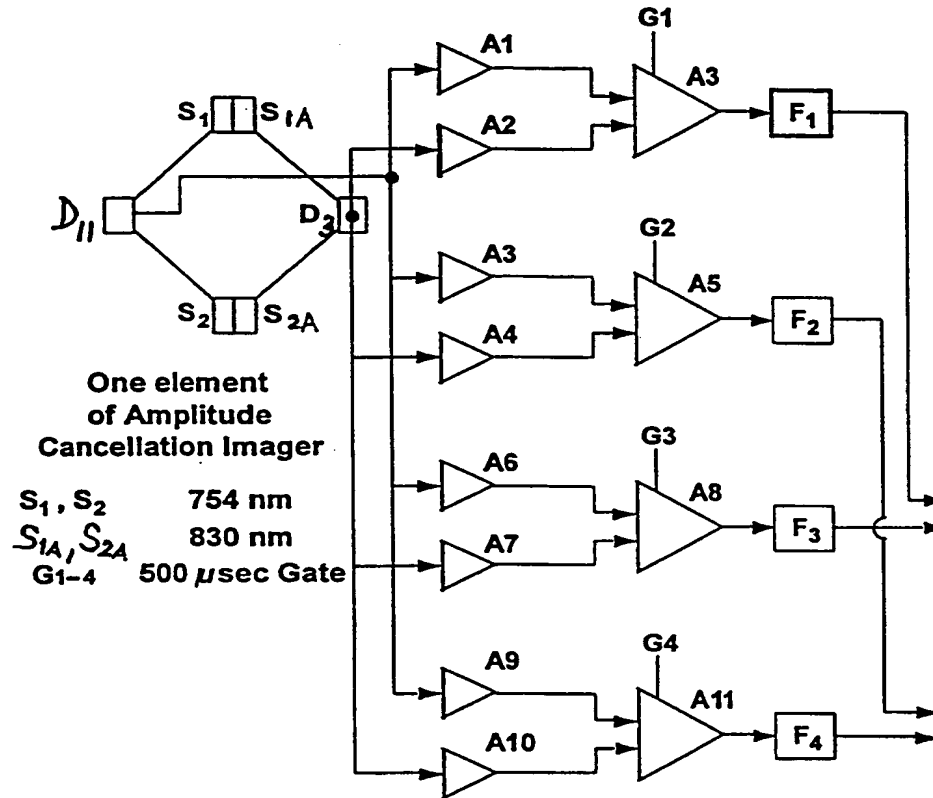 G1
A1
A3
S1 S1A
F1
A2
D11
D3
G2
A3
A5
S2 S2A
F2
A4
One element
of Amplitude
Cancellation Imager
G3
A6
A8
S1, S2 754 nm
S1A, S2A 830 nm
F3
A7
G1-4 500 µsec Gate
G4
A9
A11
A10
F4